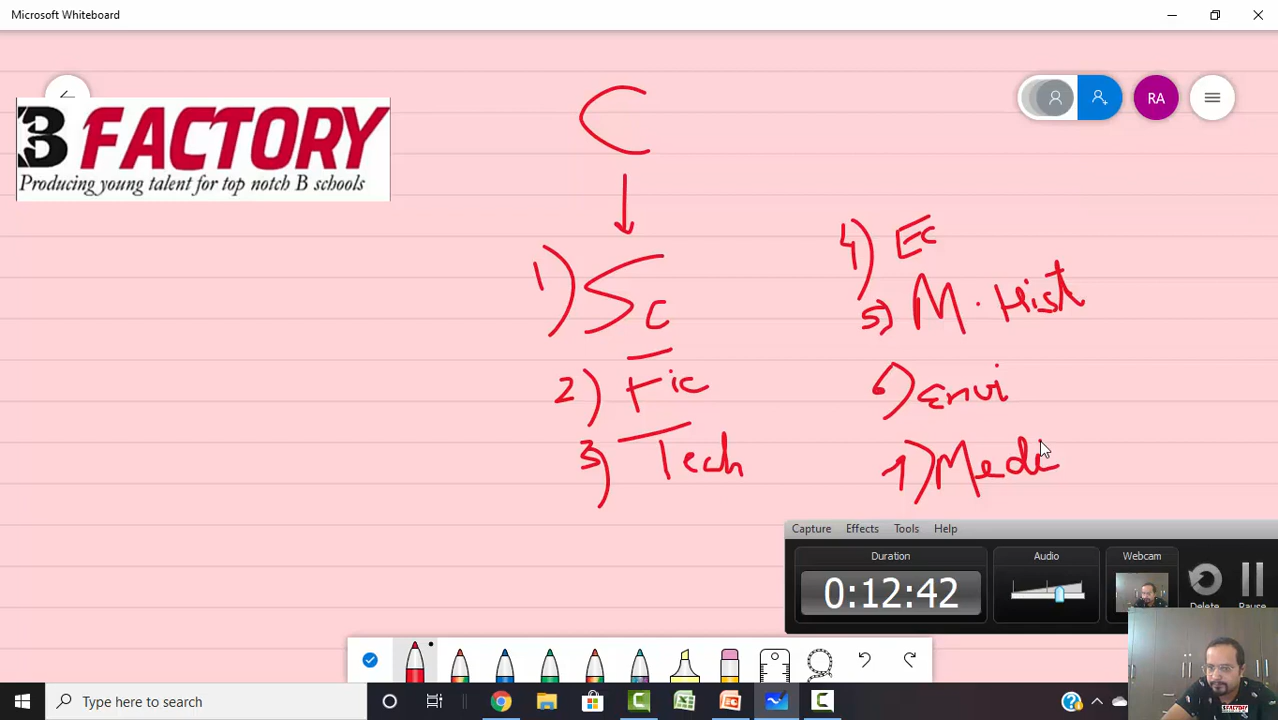 Microsoft Whiteboard
B FACTORY
Producing young talent for top notch B schools
RA
C
1) Sc
2) Fic
3) Tech
4) Ec
5) M. Hist
6) Envi
7) Medi
Capture Effects Tools Help
Duration
0:12:42
Audio
Webcam
Delete
Pause
Type here to search